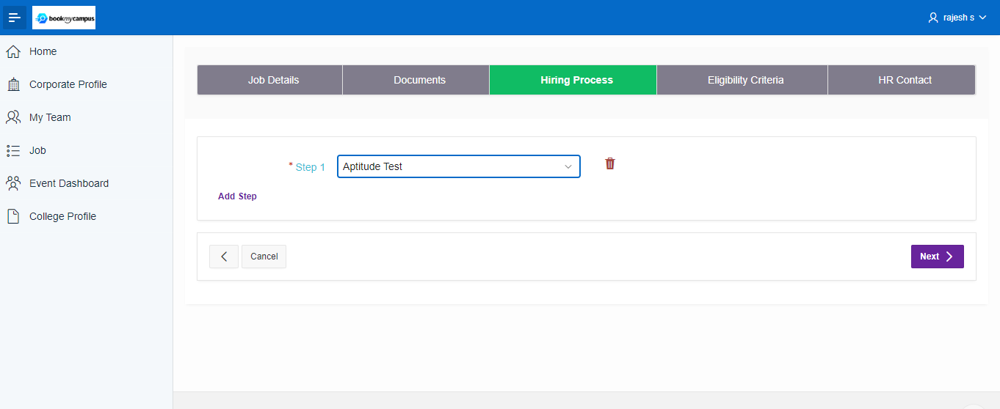 bookmycampus
rajesh s
Home
Corporate Profile
My Team
Job
Event Dashboard
College Profile
Job Details
Documents
Hiring Process
Eligibility Criteria
HR Contact
* Step 1
Aptitude Test
Add Step
Cancel
Next